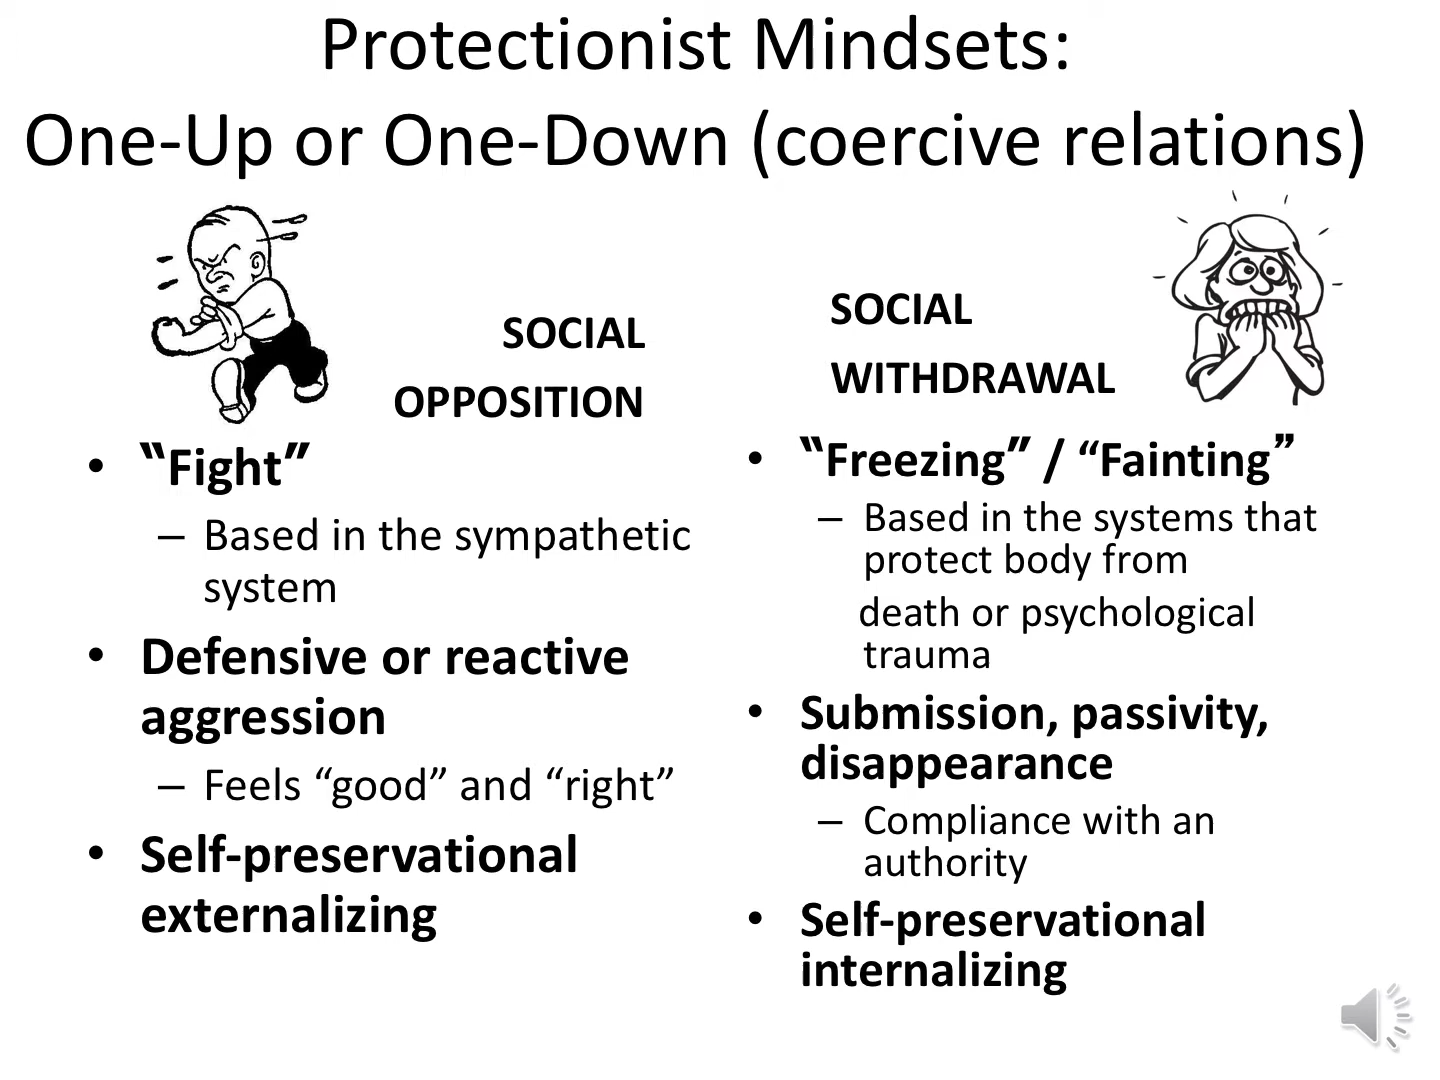 Protectionist Mindsets:
One-Up or One-Down (coercive relations)
SOCIAL
OPPOSITION
• “Fight”
– Based in the sympathetic
system
• Defensive or reactive
aggression
– Feels “good” and “right”
• Self-preservational
externalizing
SOCIAL
WITHDRAWAL
• “Freezing” / “Fainting”
– Based in the systems that
protect body from
death or psychological
trauma
• Submission, passivity,
disappearance
– Compliance with an
authority
• Self-preservational
internalizing